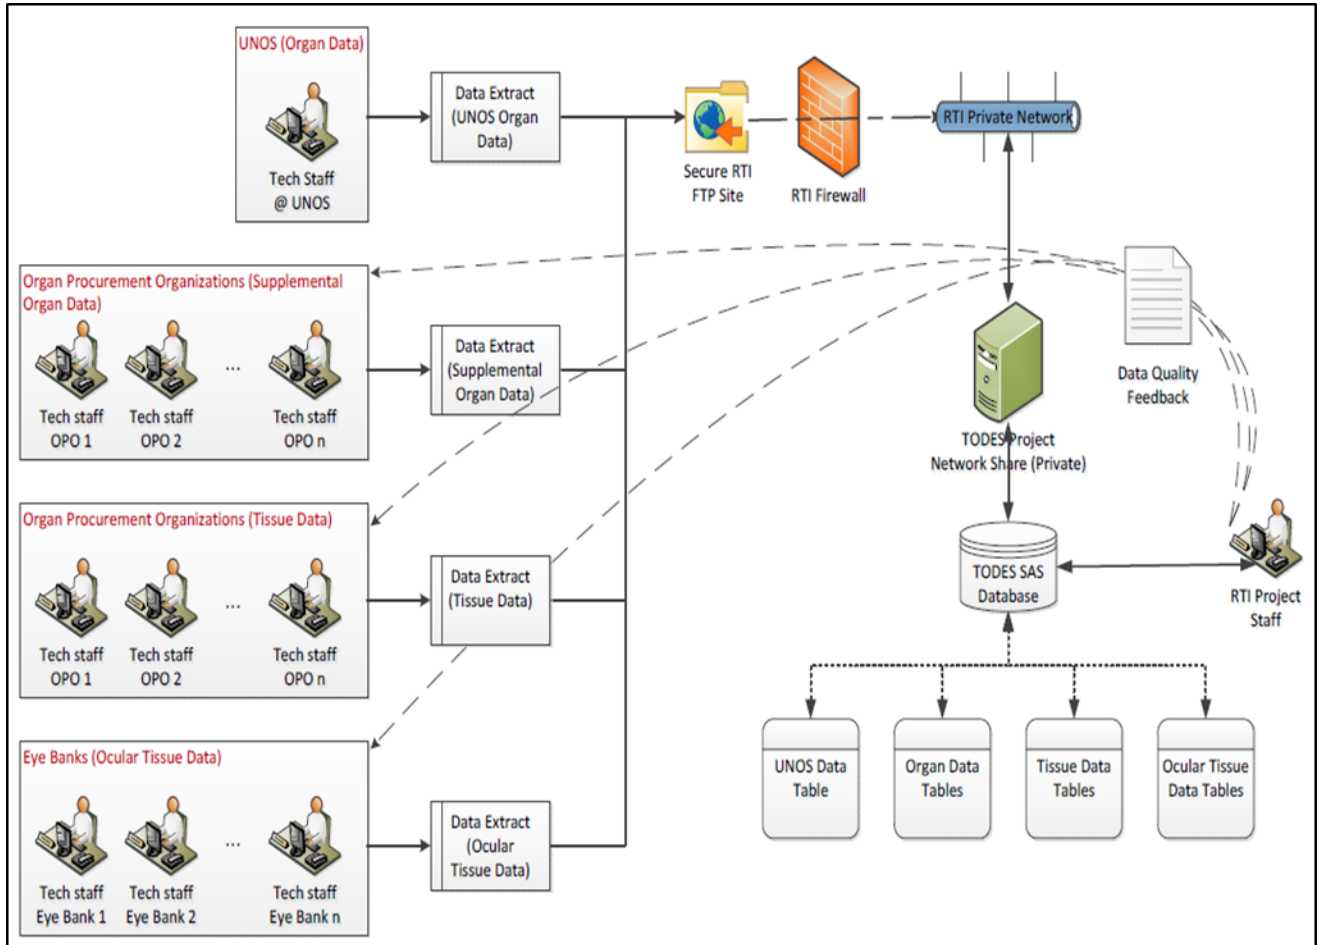 UNOS (Organ Data)
Tech Staff
@ UNOS
Data Extract
(UNOS Organ
Data)
Secure RTI
FTP Site
RTI Firewall
RTI Private Network
Organ Procurement Organizations (Supplemental
Organ Data)
Tech staff
OPO 1
Tech staff
OPO 2
...
Tech staff
OPO n
Data Extract
(Supplemental
Organ Data)
Data Quality
Feedback
TODES Project
Network Share (Private)
Organ Procurement Organizations (Tissue Data)
Tech staff
OPO 1
Tech staff
OPO 2
...
Tech staff
OPO n
Data Extract
(Tissue Data)
TODES SAS
Database
RTI Project
Staff
Eye Banks (Ocular Tissue Data)
Tech staff
Eye Bank 1
Tech staff
Eye Bank 2
...
Tech staff
Eye Bank n
Data Extract
(Ocular
Tissue Data)
UNOS Data
Table
Organ Data
Tables
Tissue Data
Tables
Ocular Tissue
Data Tables